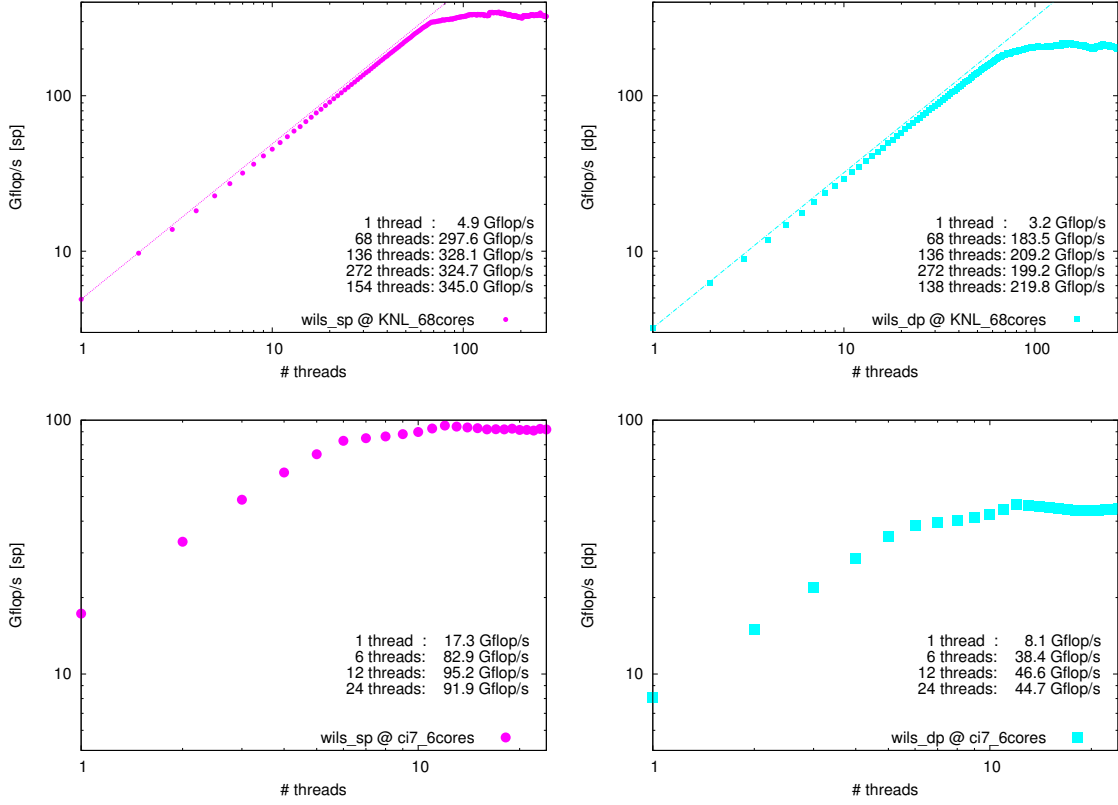 100
10
1
10
100
Gflop/s [sp]
# threads
1 thread : 4.9 Gflop/s
68 threads: 297.6 Gflop/s
136 threads: 328.1 Gflop/s
272 threads: 324.7 Gflop/s
154 threads: 345.0 Gflop/s
wils_sp @ KNL_68cores
100
10
1
10
100
Gflop/s [dp]
# threads
1 thread : 3.2 Gflop/s
68 threads: 183.5 Gflop/s
136 threads: 209.2 Gflop/s
272 threads: 199.2 Gflop/s
138 threads: 219.8 Gflop/s
wils_dp @ KNL_68cores
100
10
1
10
Gflop/s [sp]
# threads
1 thread : 17.3 Gflop/s
6 threads: 82.9 Gflop/s
12 threads: 95.2 Gflop/s
24 threads: 91.9 Gflop/s
wils_sp @ ci7_6cores
100
10
1
10
Gflop/s [dp]
# threads
1 thread : 8.1 Gflop/s
6 threads: 38.4 Gflop/s
12 threads: 46.6 Gflop/s
24 threads: 44.7 Gflop/s
wils_dp @ ci7_6cores